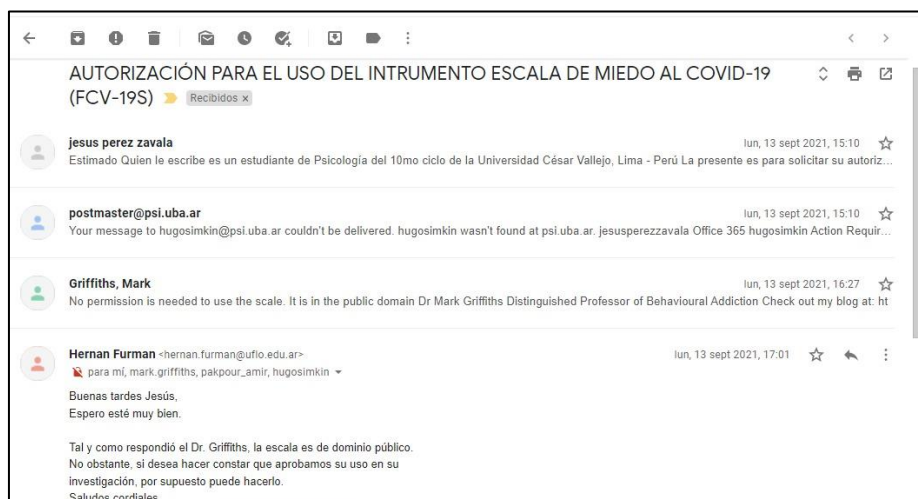 AUTORIZACIÓN PARA EL USO DEL INTRUMENTO ESCALA DE MIEDO AL COVID-19
(FCV-19S) Recibidos x
jesus perez zavala lun, 13 sept 2021, 15:10
Estimado Quien le escribe es un estudiante de Psicología del 10mo ciclo de la Universidad César Vallejo, Lima - Perú La presente es para solicitar su autoriz...
postmaster@psi.uba.ar lun, 13 sept 2021, 15:10
Your message to hugosimkin@psi.uba.ar couldn't be delivered. hugosimkin wasn't found at psi.uba.ar. jesusperezzavala Office 365 hugosimkin Action Requir...
Griffiths, Mark lun, 13 sept 2021, 16:27
No permission is needed to use the scale. It is in the public domain Dr Mark Griffiths Distinguished Professor of Behavioural Addiction Check out my blog at: ht
Hernan Furman <hernan.furman@uflo.edu.ar> lun, 13 sept 2021, 17:01
para mí, mark.griffiths, pakpour_amir, hugosimkin
Buenas tardes Jesús,
Espero esté muy bien.
Tal y como respondió el Dr. Griffiths, la escala es de dominio público.
No obstante, si desea hacer constar que aprobamos su uso en su
investigación, por supuesto puede hacerlo.
Saludos cordiales